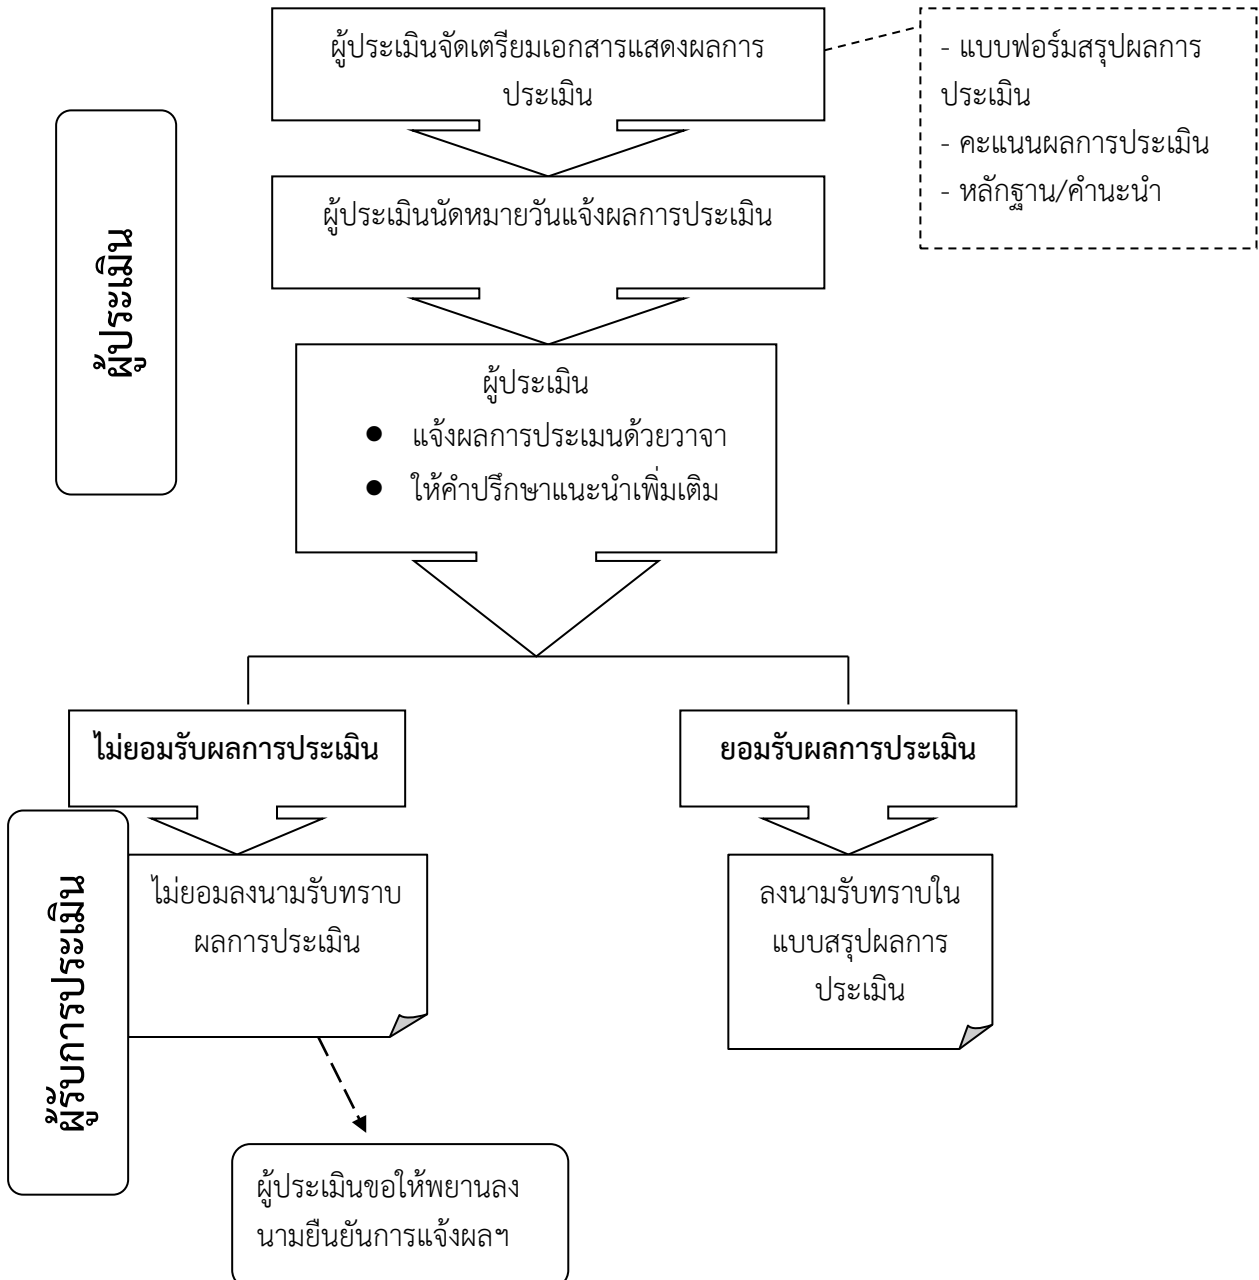 ผู้ประเมินจัดเตรียมเอกสารแสดงผลการ
ประเมิน
- แบบฟอร์มสรุปผลการ
ประเมิน
- คะแนนผลการประเมิน
- หลักฐาน/คำนะนำ
ผู้ประเมิน
ผู้ประเมินนัดหมายวันแจ้งผลการประเมิน
ผู้ประเมิน
● แจ้งผลการประเมนด้วยวาจา
● ให้คำปรึกษาแนะนำเพิ่มเติม
ไม่ยอมรับผลการประเมิน
ยอมรับผลการประเมิน
ผู้รับการประเมิน
ไม่ยอมลงนามรับทราบ
ผลการประเมิน
ลงนามรับทราบใน
แบบสรุปผลการ
ประเมิน
ผู้ประเมินขอให้พยานลง
นามยืนยันการแจ้งผลฯ